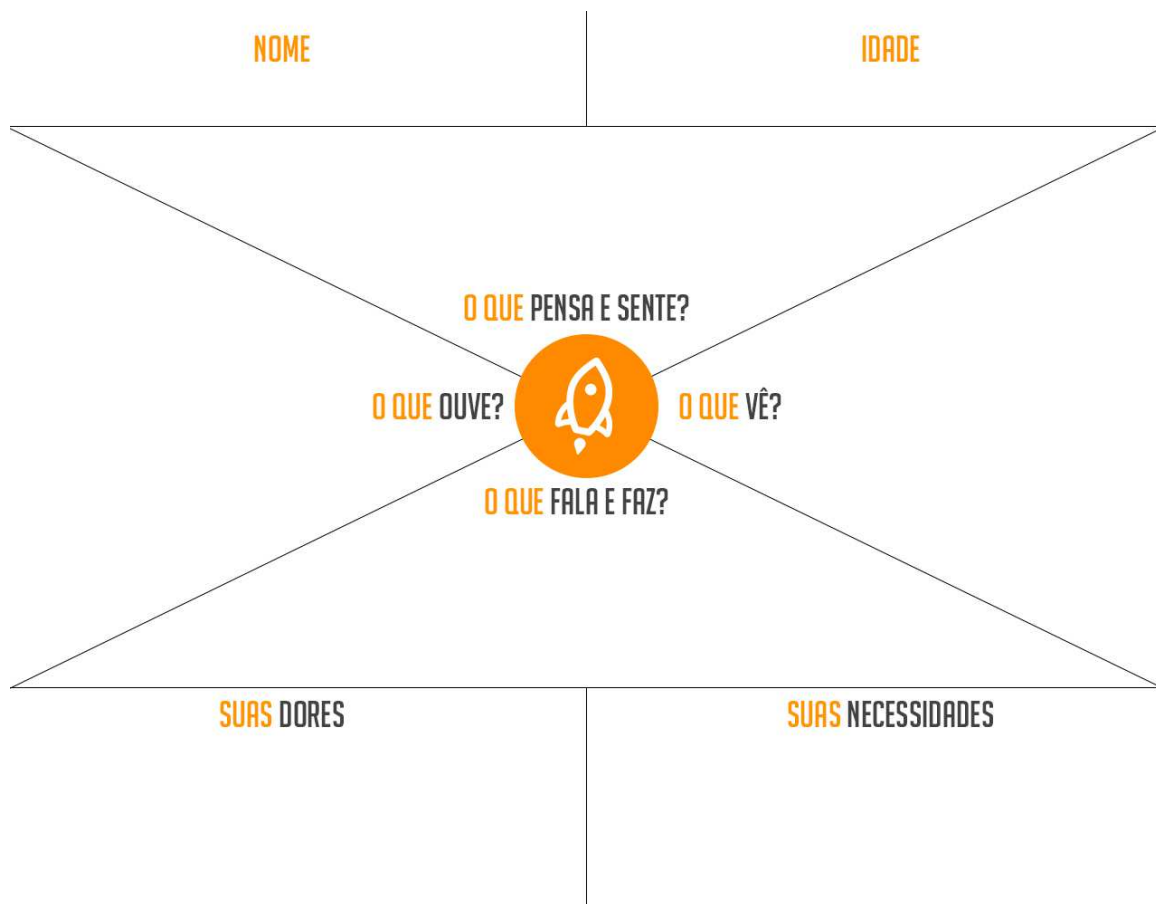 NOME
IDADE
O QUE PENSA E SENTE?
O QUE OUVE?
O QUE VÊ?
O QUE FALA E FAZ?
SUAS DORES
SUAS NECESSIDADES